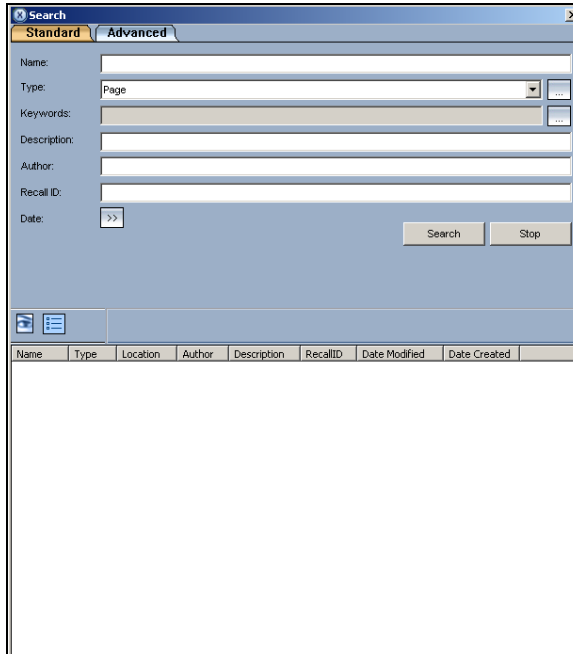 Search
Standard Advanced
Name:
Type: Page ...
Keywords: ...
Description:
Author:
Recall ID:
Date: >>
Search Stop
Name Type Location Author Description RecallID Date Modified Date Created